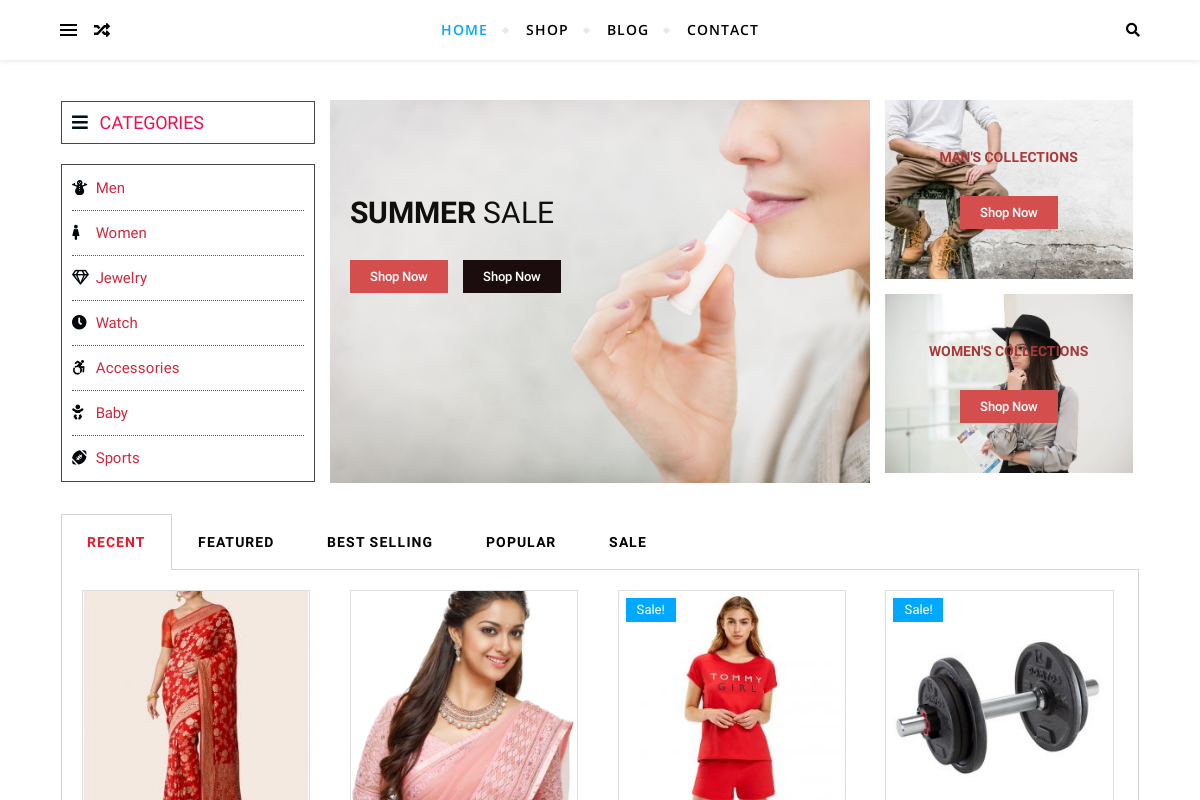 HOME
SHOP
BLOG
CONTACT
CATEGORIES
Men
Women
Jewelry
Watch
Accessories
Baby
Sports
SUMMER SALE
Shop Now
Shop Now
MAN'S COLLECTIONS
Shop Now
WOMEN'S COLLECTIONS
Shop Now
RECENT
FEATURED
BEST SELLING
POPULAR
SALE
Sale!
TOMMY
GIRL
Sale!